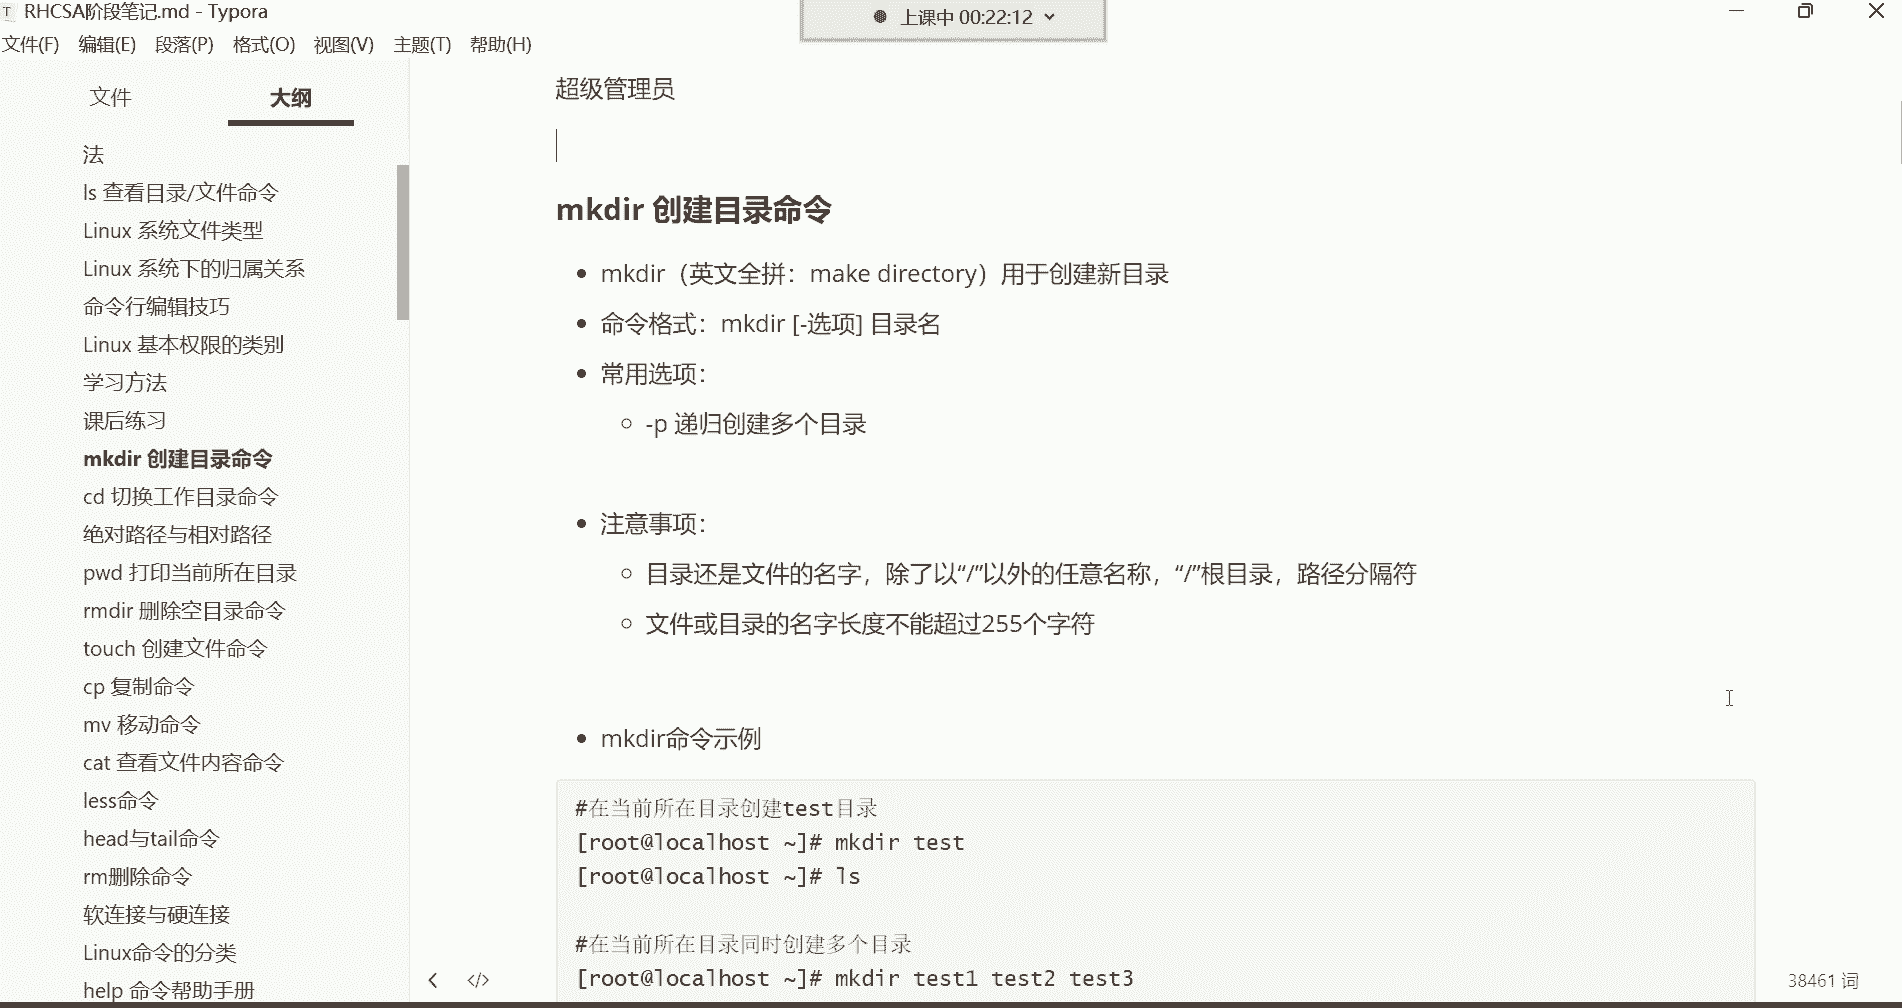 RHCSA阶段笔记.md - Typora
上课中 00:22:12
文件(F) 编辑(E) 段落(P) 格式(O) 视图(V) 主题(T) 帮助(H)
文件 大纲
法
ls 查看目录/文件命令
Linux 系统文件类型
Linux 系统下的归属关系
命令行编辑技巧
Linux 基本权限的类别
学习方法
课后练习
mkdir 创建目录命令
cd 切换工作目录命令
绝对路径与相对路径
pwd 打印当前所在目录
rmdir 删除空目录命令
touch 创建文件命令
cp 复制命令
mv 移动命令
cat 查看文件内容命令
less命令
head与tail命令
rm删除命令
软连接与硬连接
Linux命令的分类
help 命令帮助手册
超级管理员
mkdir 创建目录命令
mkdir（英文全拼：make directory）用于创建新目录
命令格式：mkdir [-选项] 目录名
常用选项：
-p 递归创建多个目录
注意事项：
目录还是文件的名字，除了以“/”以外的任意名称，“/”根目录，路径分隔符
文件或目录的名字长度不能超过255个字符
mkdir命令示例
#在当前所在目录创建test目录
[root@localhost ~]# mkdir test
[root@localhost ~]# ls
#在当前所在目录同时创建多个目录
[root@localhost ~]# mkdir test1 test2 test3
38461 词